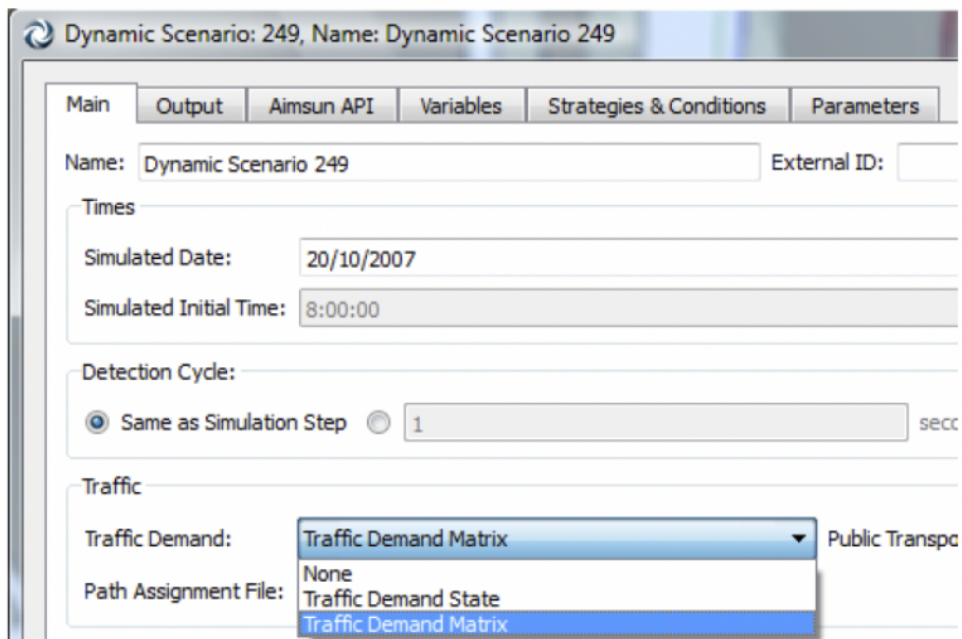 Dynamic Scenario: 249, Name: Dynamic Scenario 249
Main Output Aimsun API Variables Strategies & Conditions Parameters
Name: Dynamic Scenario 249 External ID:
Times
Simulated Date: 20/10/2007
Simulated Initial Time: 8:00:00
Detection Cycle:
Same as Simulation Step 1
Traffic
Traffic Demand: Traffic Demand Matrix Public
None
Path Assignment File: Traffic Demand State
Traffic Demand Matrix